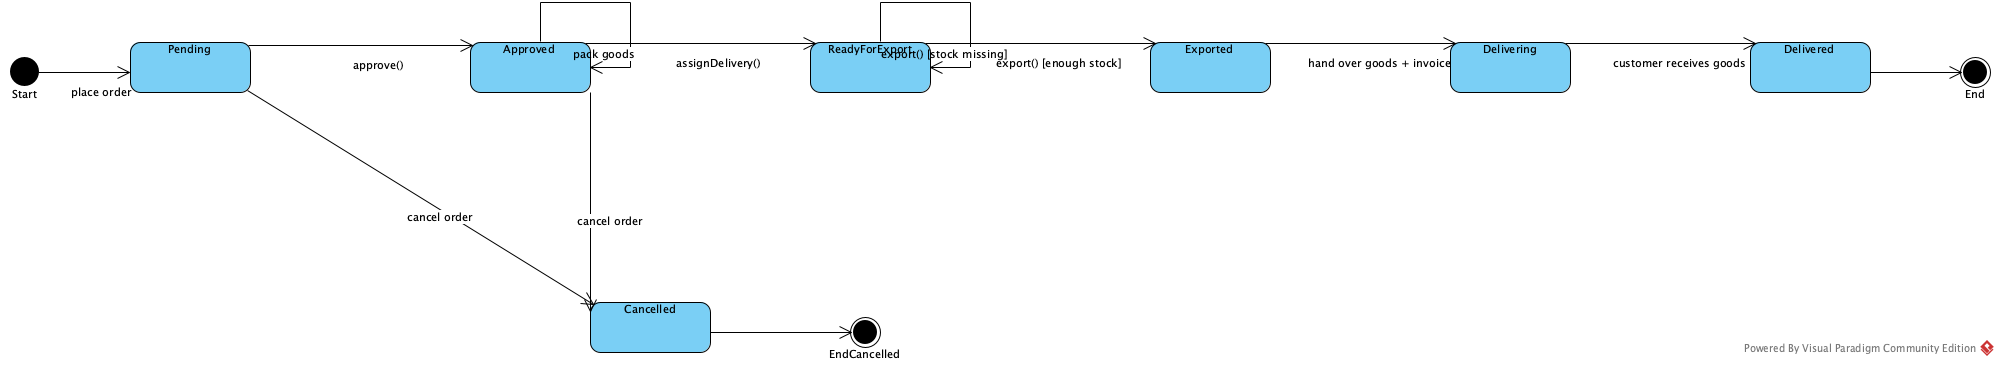 Pending
Approved
ReadyForExport
Exported
Delivering
Delivered
pack goods
export() [stock missing]
approve()
assignDelivery()
export() [enough stock]
hand over goods + invoice
customer receives goods
Start
place order
End
cancel order
cancel order
Cancelled
EndCancelled
Powered By Visual Paradigm Community Edition